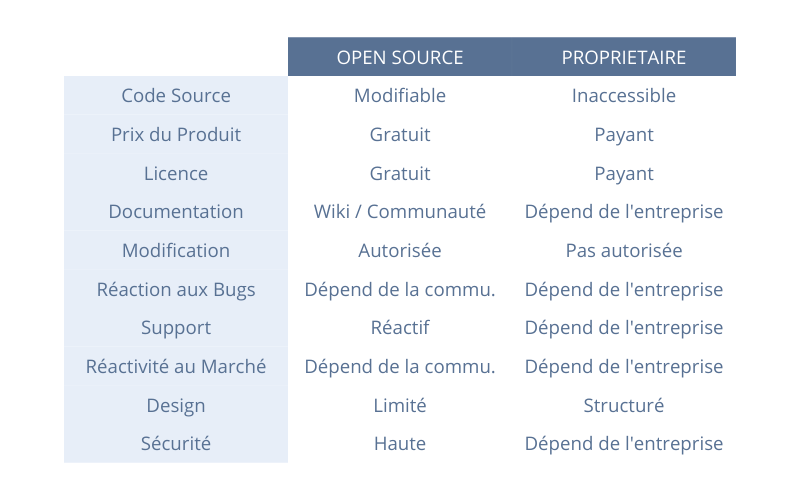 OPEN SOURCE PROPRIETAIRE
Code Source Modifiable Inaccessible
Prix du Produit Gratuit Payant
Licence Gratuit Payant
Documentation Wiki / Communauté Dépend de l'entreprise
Modification Autorisée Pas autorisée
Réaction aux Bugs Dépend de la commu. Dépend de l'entreprise
Support Réactif Dépend de l'entreprise
Réactivité au Marché Dépend de la commu. Dépend de l'entreprise
Design Limité Structuré
Sécurité Haute Dépend de l'entreprise